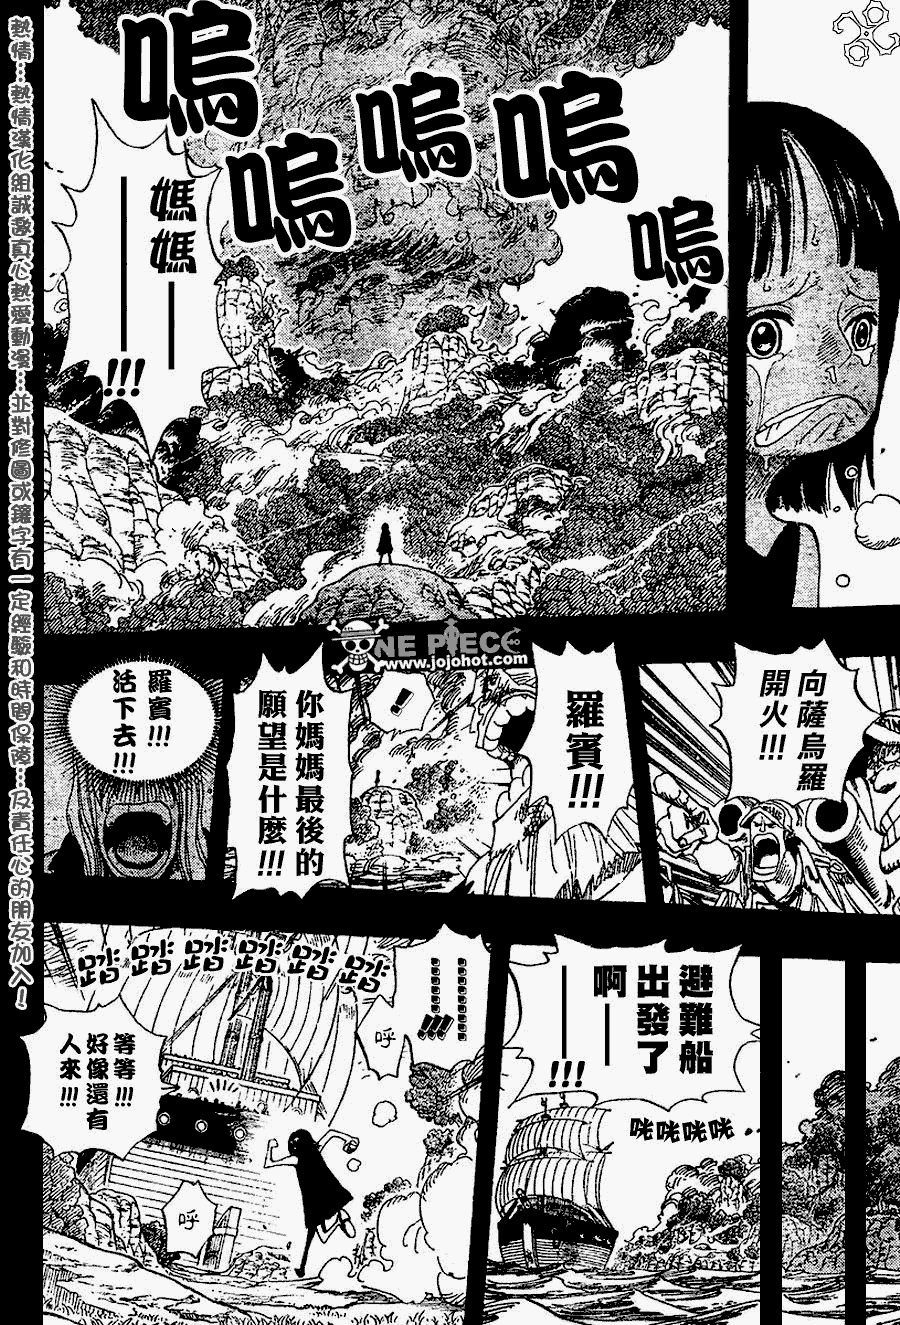 嗚
嗚
嗚
嗚
嗚
媽媽——
——!!!
ONE PIECE
www.jojohot.com
向薩烏羅
開火!!!
羅賓!!!
!!
你媽媽最後的
願望是什麼!!!
羅賓!!!
活下去!!!
避難船
出發了
啊——
——!!!
咣咣咣咣
………!!!
踏踏踏踏踏踏
呼
等等!!!
好像還有
人來!!!
呼
熱情…熱情漢化組誠邀真心熱愛動漫…並對修圖或鑲字有一定經驗和時間保障…及責任心的朋友加入！